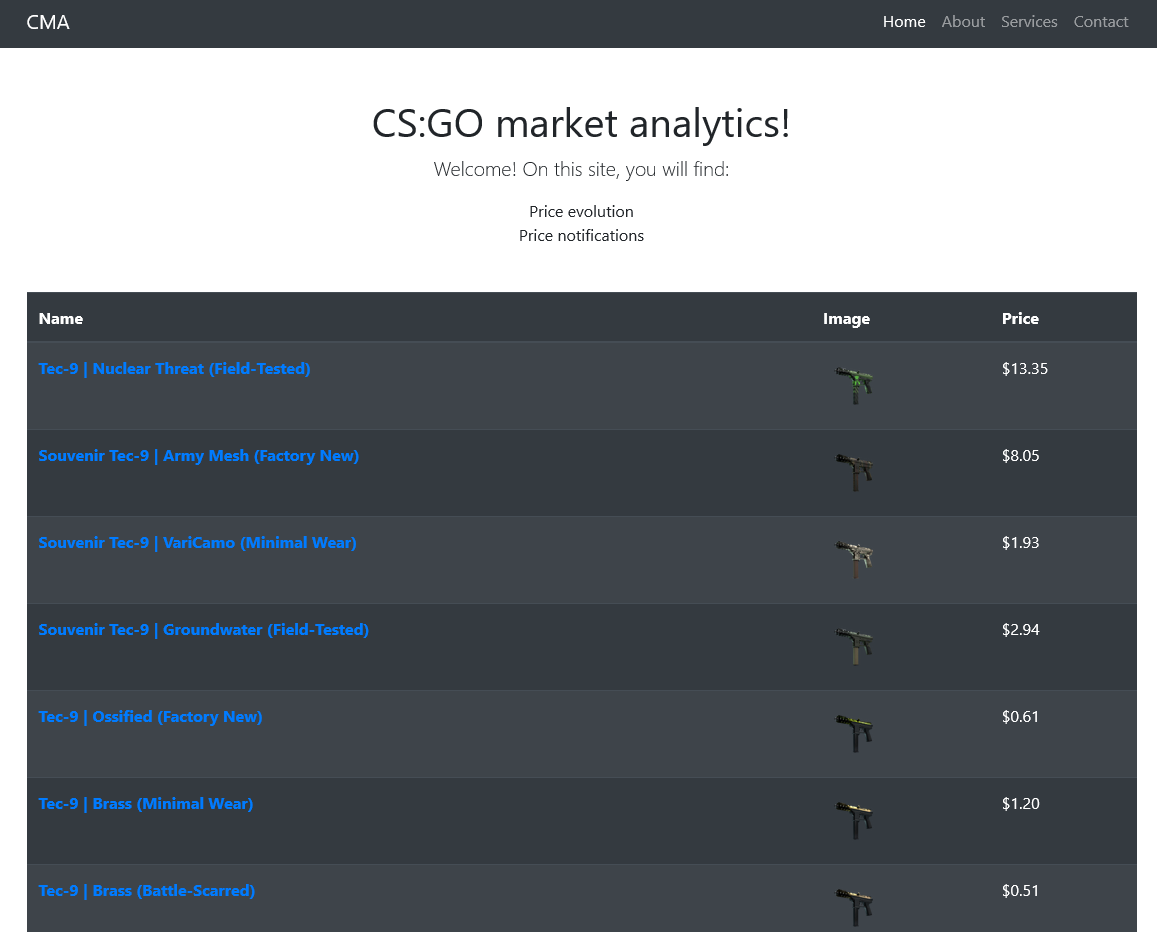 CMA Home About Services Contact
CS:GO market analytics!
Welcome! On this site, you will find:
Price evolution
Price notifications
Name Image Price
Tec-9 | Nuclear Threat (Field-Tested) $13.35
Souvenir Tec-9 | Army Mesh (Factory New) $8.05
Souvenir Tec-9 | VariCamo (Minimal Wear) $1.93
Souvenir Tec-9 | Groundwater (Field-Tested) $2.94
Tec-9 | Ossified (Factory New) $0.61
Tec-9 | Brass (Minimal Wear) $1.20
Tec-9 | Brass (Battle-Scarred) $0.51